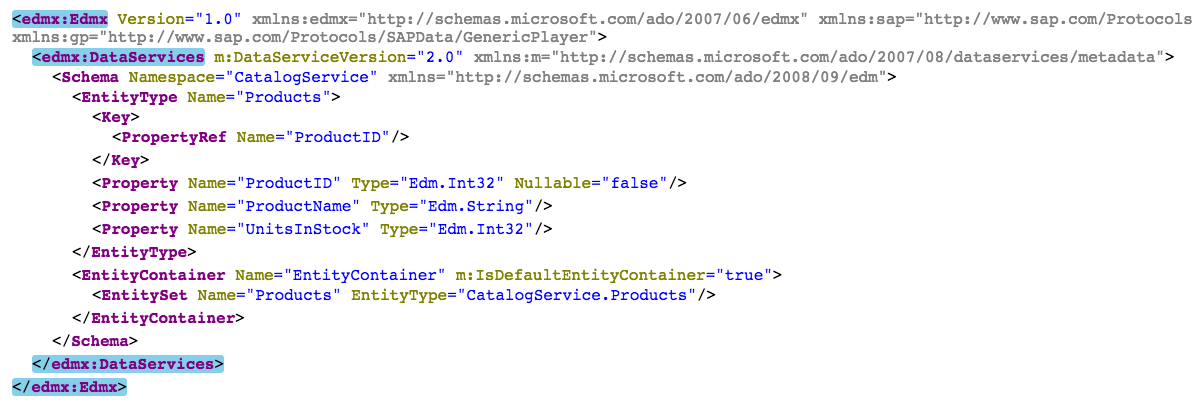 <edmx:Edmx Version="1.0" xmlns:edmx="http://schemas.microsoft.com/ado/2007/06/edmx" xmlns:sap="http://www.sap.com/Protocols
xmlns:gp="http://www.sap.com/Protocols/SAPData/GenericPlayer">
<edmx:DataServices m:DataServiceVersion="2.0" xmlns:m="http://schemas.microsoft.com/ado/2007/08/dataservices/metadata">
<Schema Namespace="CatalogService" xmlns="http://schemas.microsoft.com/ado/2008/09/edm">
<EntityType Name="Products">
<Key>
<PropertyRef Name="ProductID"/>
</Key>
<Property Name="ProductID" Type="Edm.Int32" Nullable="false"/>
<Property Name="ProductName" Type="Edm.String"/>
<Property Name="UnitsInStock" Type="Edm.Int32"/>
</EntityType>
<EntityContainer Name="EntityContainer" m:IsDefaultEntityContainer="true">
<EntitySet Name="Products" EntityType="CatalogService.Products"/>
</EntityContainer>
</Schema>
</edmx:DataServices>
</edmx:Edmx>